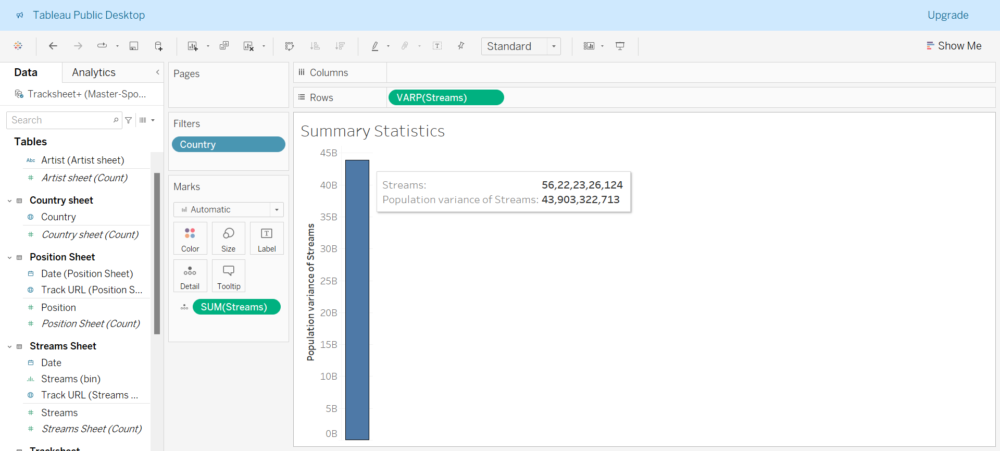 Tableau Public Desktop
Upgrade
Standard
Show Me
Data
Analytics
Tracksheet+ (Master-Spo...
Search
Tables
Abc Artist (Artist sheet)
# Artist sheet (Count)
Country sheet
Country
# Country sheet (Count)
Position Sheet
Date (Position Sheet)
Track URL (Position S...
# Position
# Position Sheet (Count)
Streams Sheet
Date
Streams (bin)
Track URL (Streams ...
# Streams
# Streams Sheet (Count)
Tracksheet
Pages
Filters
Country
Marks
Automatic
Color
Size
T
Label
Detail
Tooltip
SUM(Streams)
Columns
Rows
VARP(Streams)
Summary Statistics
Population variance of Streams
45B
40B
35B
30B
25B
20B
15B
10B
5B
0B
Streams: 56,22,23,26,124
Population variance of Streams: 43,903,322,713